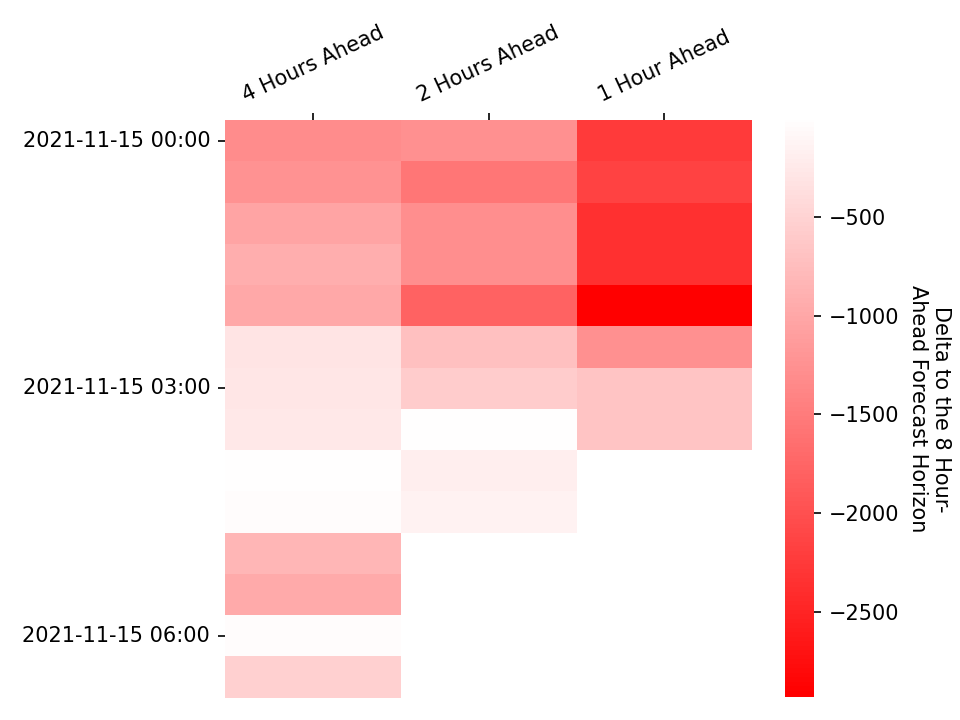 4 Hours Ahead
2 Hours Ahead
1 Hour Ahead
2021-11-15 00:00
2021-11-15 03:00
2021-11-15 06:00
−500
−1000
−1500
−2000
−2500
Delta to the 8 Hour-
Ahead Forecast Horizon